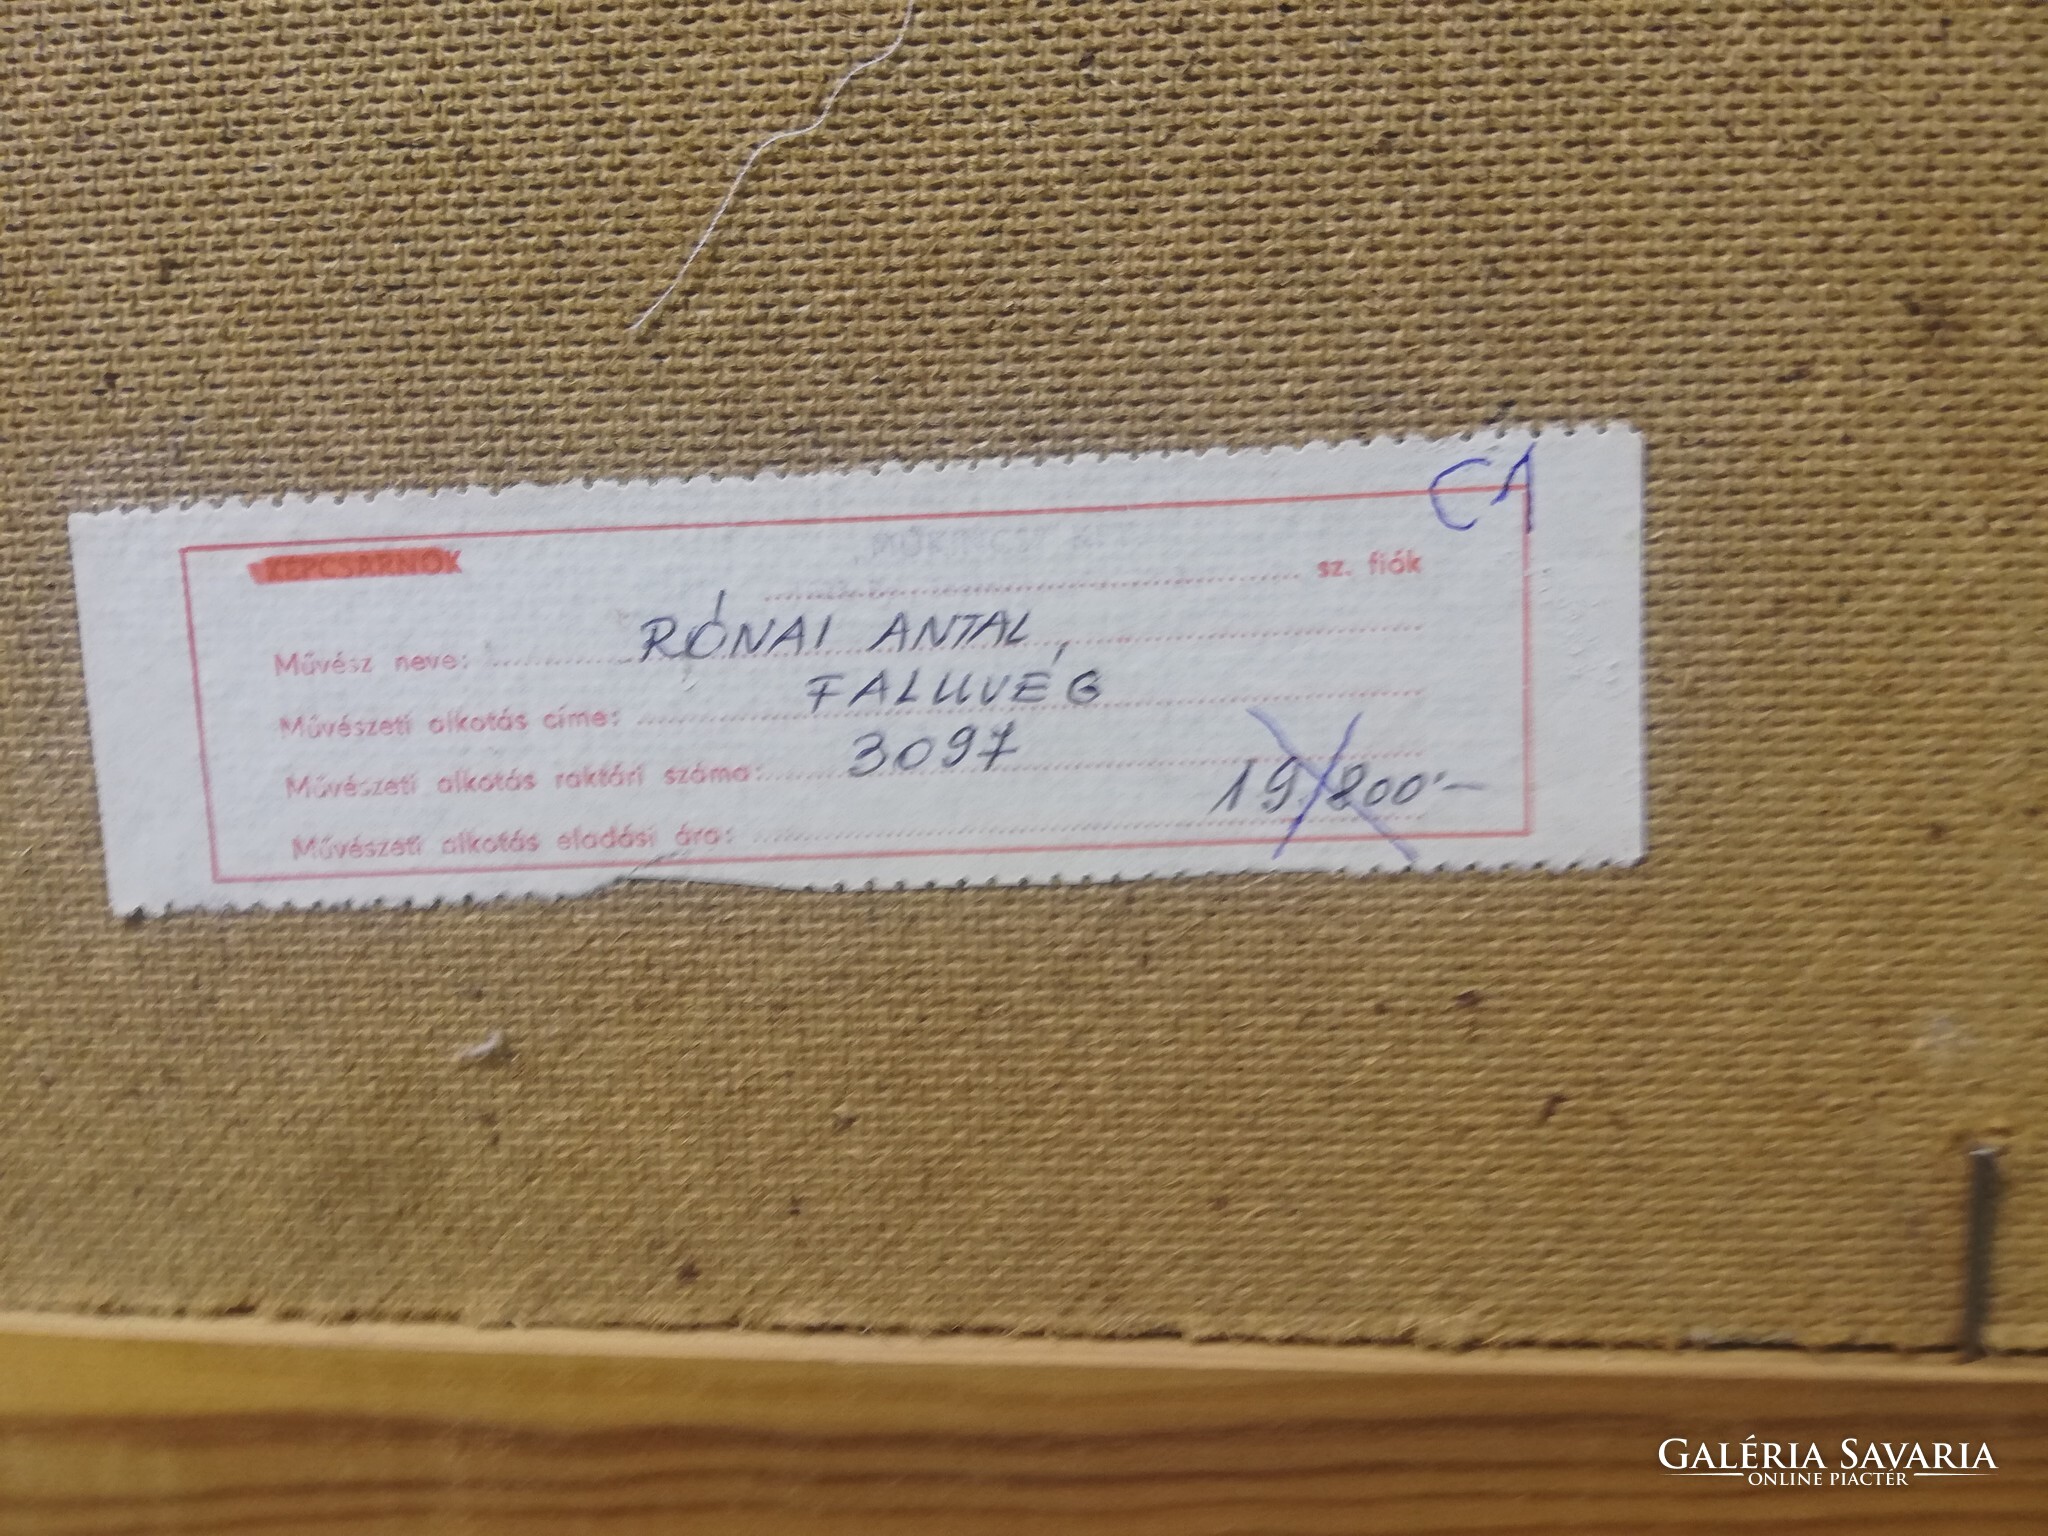 C1
KÉPCSARNOK
sz. fiók
Művész neve: RÓNAI ANTAL,
Művészeti alkotás címe: FALUVÉG
Művészeti alkotás raktári száma: 3097
Művészeti alkotás eladási ára: 19.800.-
GALÉRIA SAVARIA
ONLINE PIACTÉR